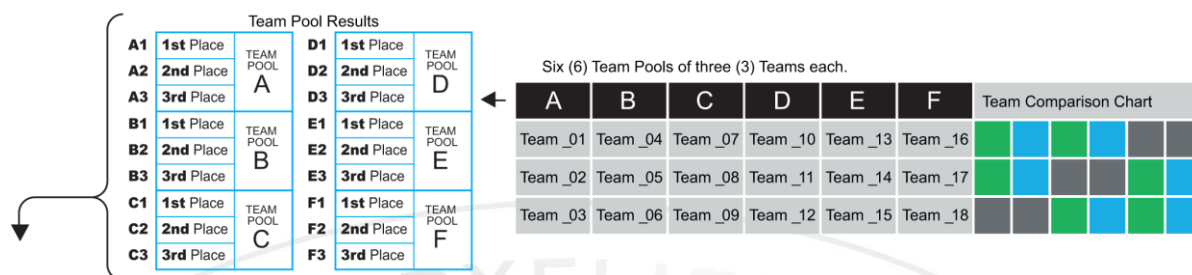 Team Pool Results
A1 1st Place D1 1st Place
A2 2nd Place TEAM POOL A D2 2nd Place TEAM POOL D
A3 3rd Place D3 3rd Place
B1 1st Place E1 1st Place
B2 2nd Place TEAM POOL B E2 2nd Place TEAM POOL E
B3 3rd Place E3 3rd Place
C1 1st Place F1 1st Place
C2 2nd Place TEAM POOL C F2 2nd Place TEAM POOL F
C3 3rd Place F3 3rd Place
Six (6) Team Pools of three (3) Teams each.
A B C D E F Team Comparison Chart
Team _01 Team _04 Team _07 Team _10 Team _13 Team _16
Team _02 Team _05 Team _08 Team _11 Team _14 Team _17
Team _03 Team _06 Team _09 Team _12 Team _15 Team _18